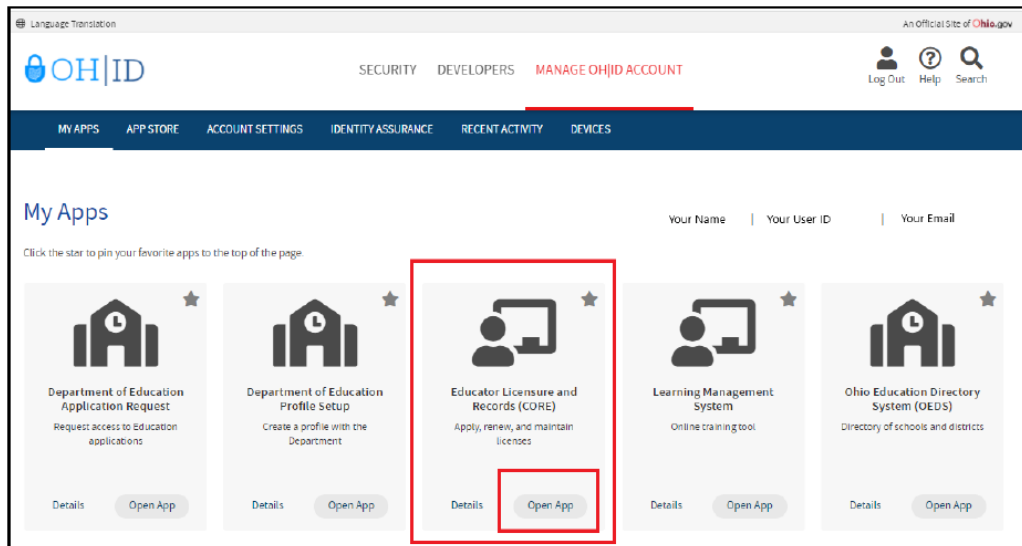 Language Translation
An Official Site of Ohio.gov
OH|ID
SECURITY DEVELOPERS MANAGE OH|ID ACCOUNT
Log Out Help Search
MY APPS APP STORE ACCOUNT SETTINGS IDENTITY ASSURANCE RECENT ACTIVITY DEVICES
My Apps
Your Name | Your User ID | Your Email
Click the star to pin your favorite apps to the top of the page.
Department of Education
Application Request
Request access to Education
applications
Details Open App
Department of Education
Profile Setup
Create a profile with the
Department
Details Open App
Educator Licensure and
Records (CORE)
Apply, renew, and maintain
licenses
Details Open App
Learning Management
System
Online training tool
Details Open App
Ohio Education Directory
System (OEDS)
Directory of schools and districts
Details Open App